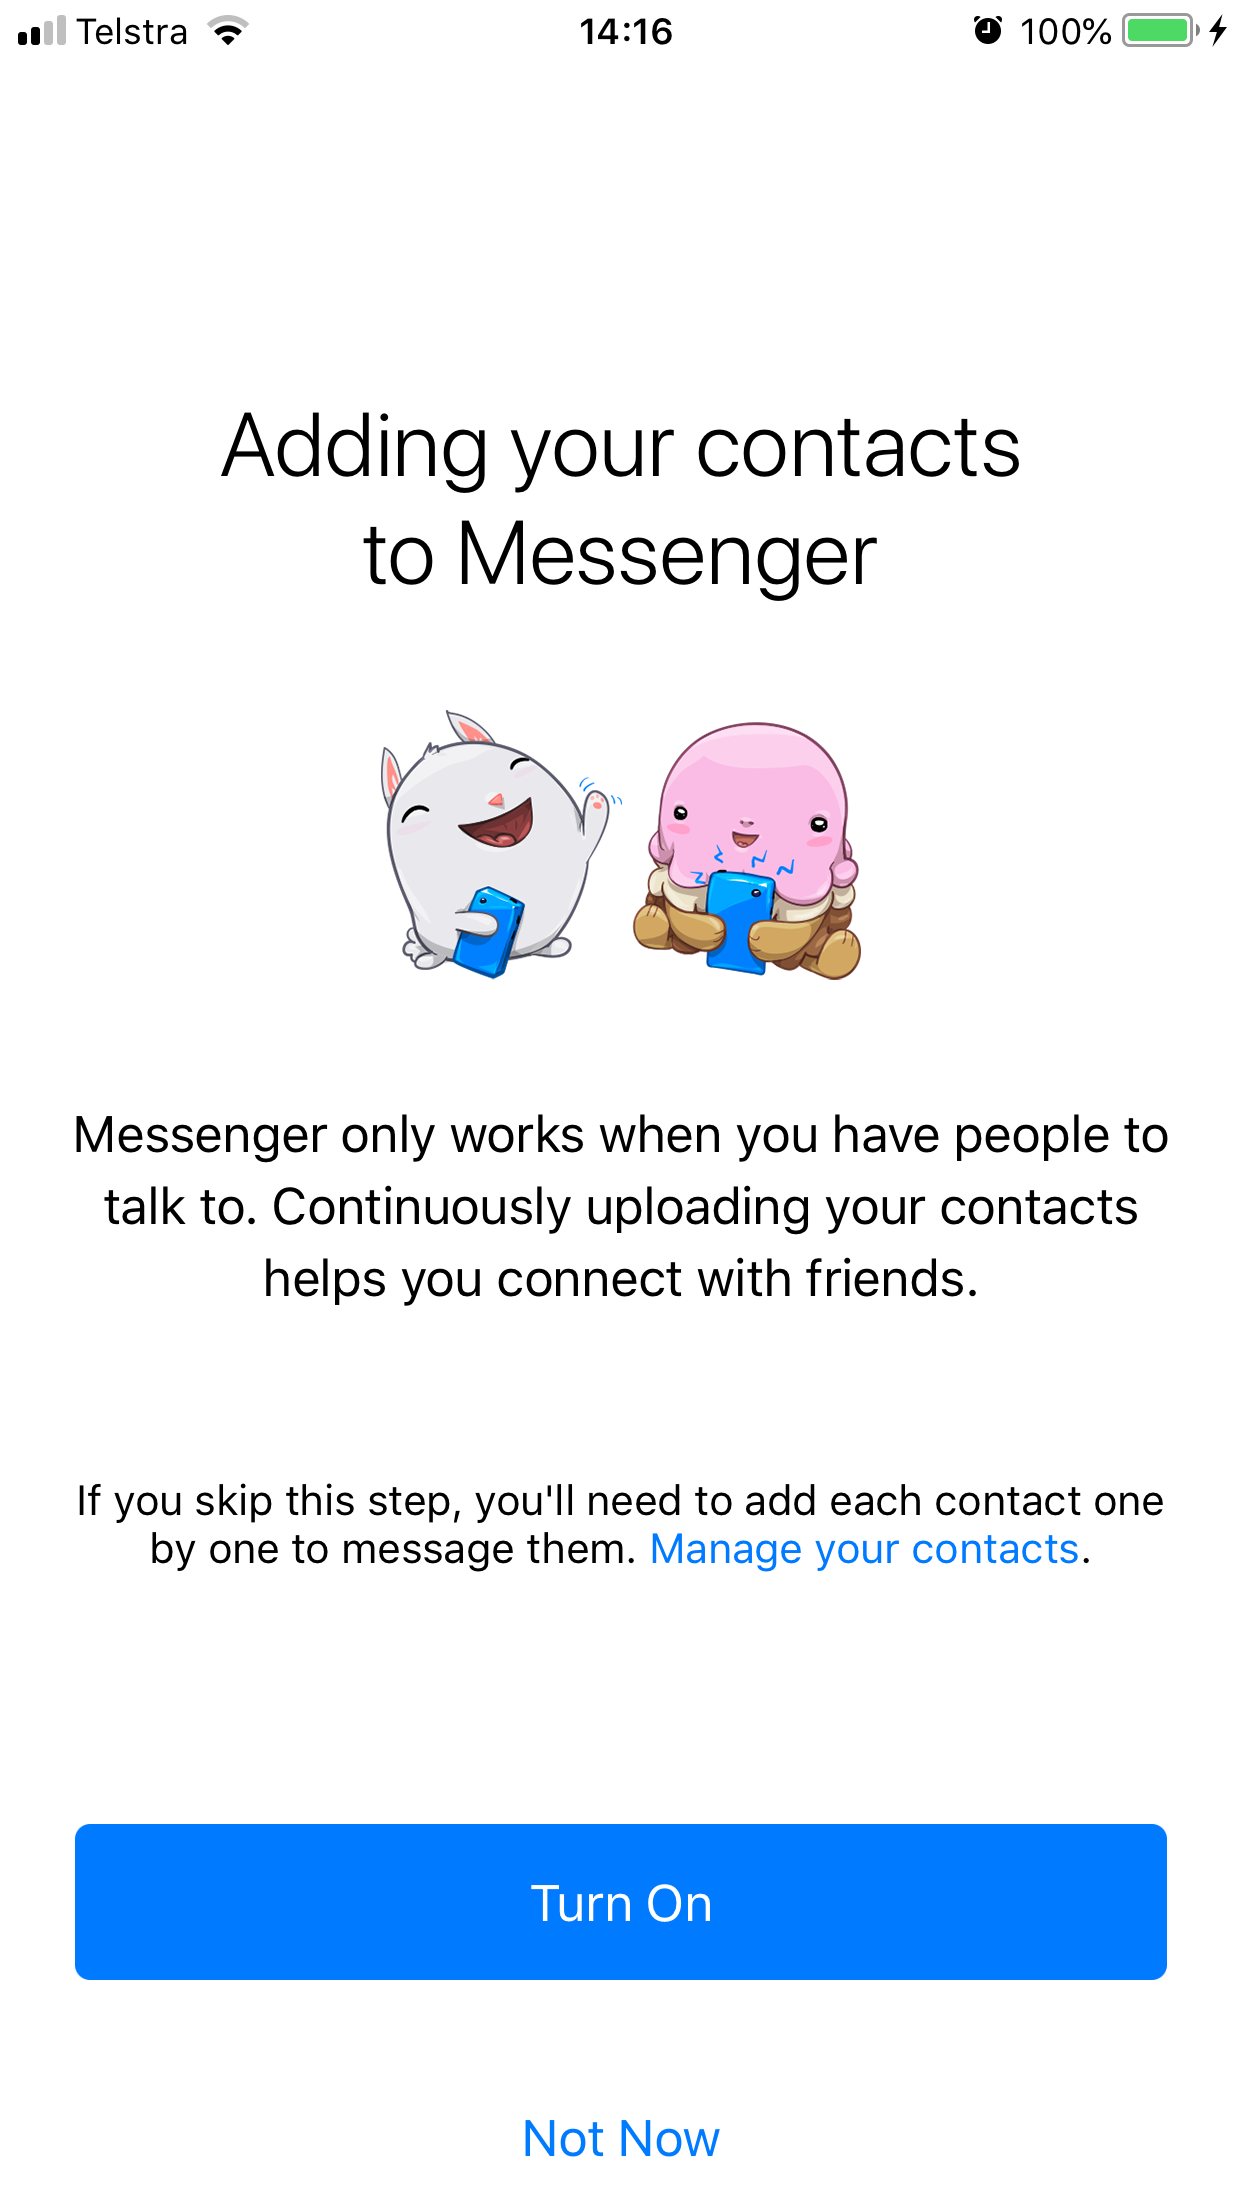 Telstra 14:16 100%
Adding your contacts
to Messenger
Messenger only works when you have people to
talk to. Continuously uploading your contacts
helps you connect with friends.
If you skip this step, you'll need to add each contact one
by one to message them. Manage your contacts.
Turn On
Not Now